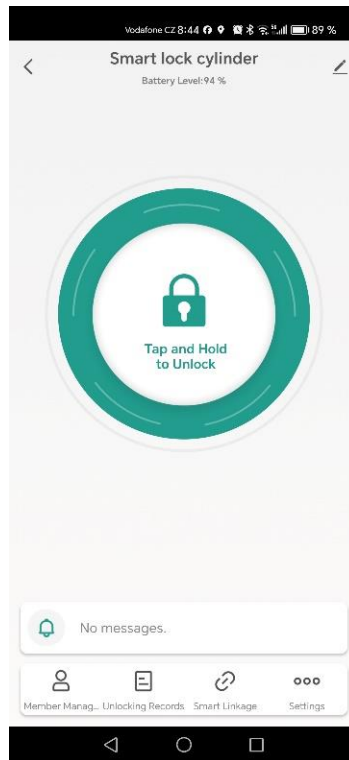 Vodafone CZ 8:44 89 %
Smart lock cylinder
Battery Level:94 %
Tap and Hold
to Unlock
No messages.
Member Manag... Unlocking Records Smart Linkage Settings